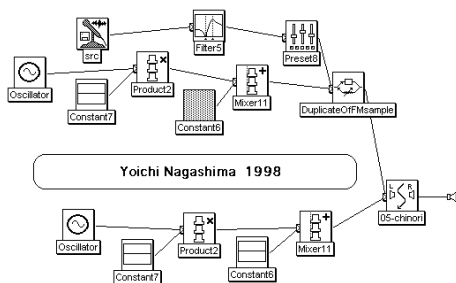 src
Filter5
Preset8
Oscillator
Constant7
Product2
Constant6
Mixer11
DuplicateOfFMsample
Yoichi Nagashima 1998
L R
05-chinori
Oscillator
Constant7
Product2
Constant6
Mixer11